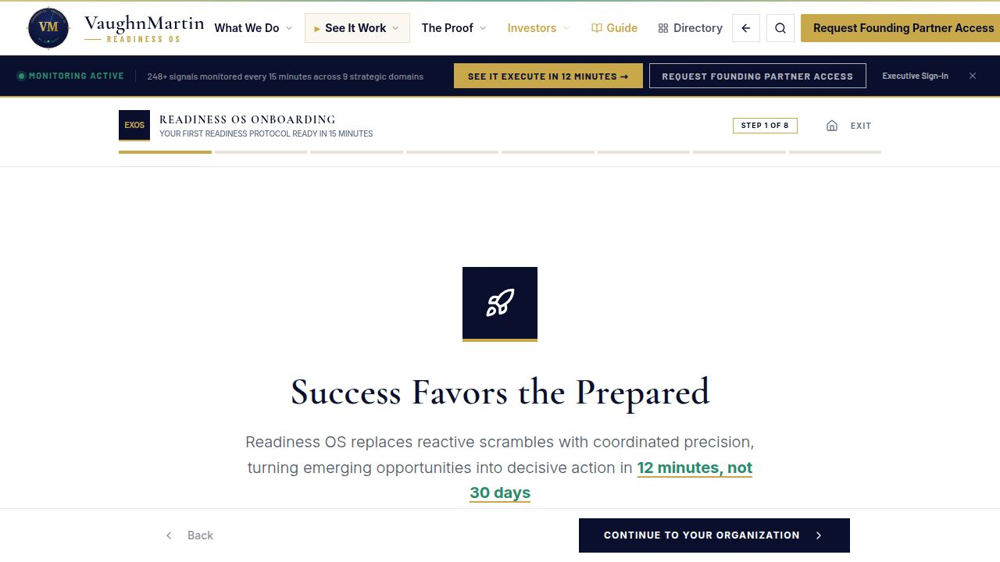 VM
VaughnMartin
READINESS OS
What We Do
See It Work
The Proof
Investors
Guide
Directory
Request Founding Partner Access
MONITORING ACTIVE
248+ signals monitored every 15 minutes across 9 strategic domains
SEE IT EXECUTE IN 12 MINUTES →
REQUEST FOUNDING PARTNER ACCESS
Executive Sign-In
EXOS
READINESS OS ONBOARDING
YOUR FIRST READINESS PROTOCOL READY IN 15 MINUTES
STEP 1 OF 8
EXIT
Success Favors the Prepared
Readiness OS replaces reactive scrambles with coordinated precision,
turning emerging opportunities into decisive action in 12 minutes, not
30 days
Back
CONTINUE TO YOUR ORGANIZATION